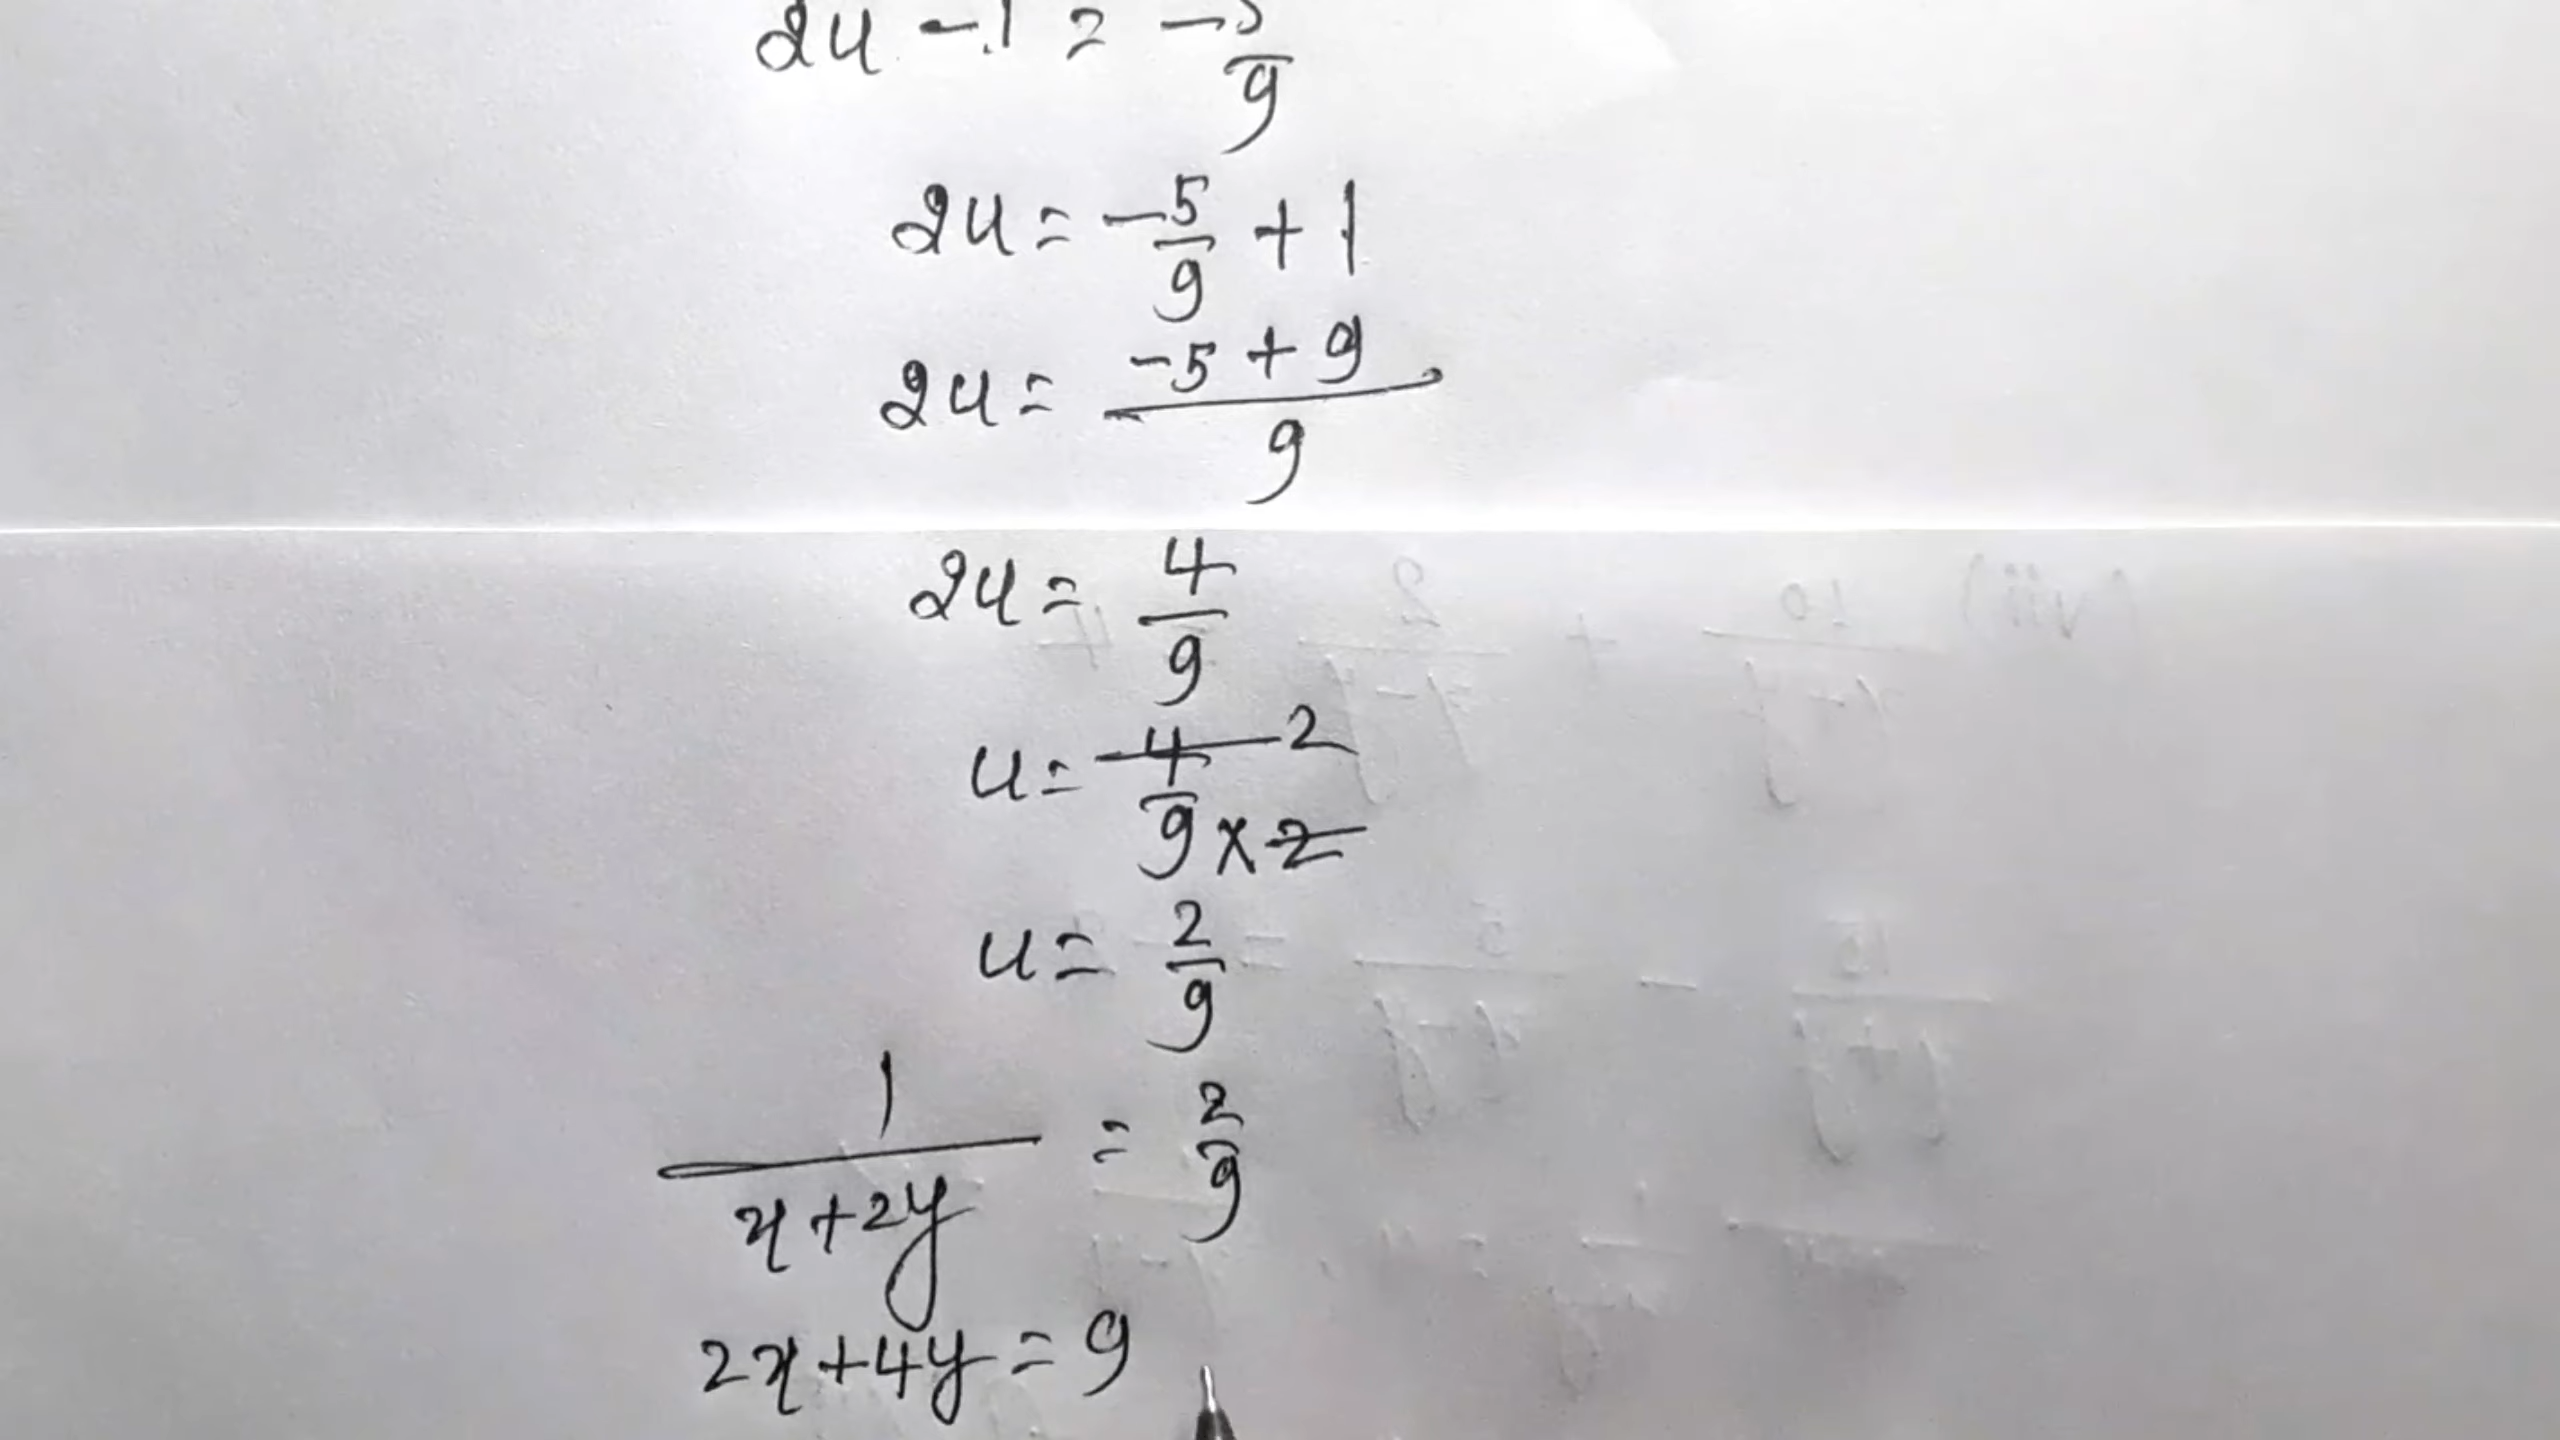 2u - 1 = -5/9
2u = -5/9 + 1
2u = (-5 + 9)/9
2u = 4/9
u = 4/(9 × 2) 2
u = 2/9
1/(x + 2y) = 2/9
2x + 4y = 9